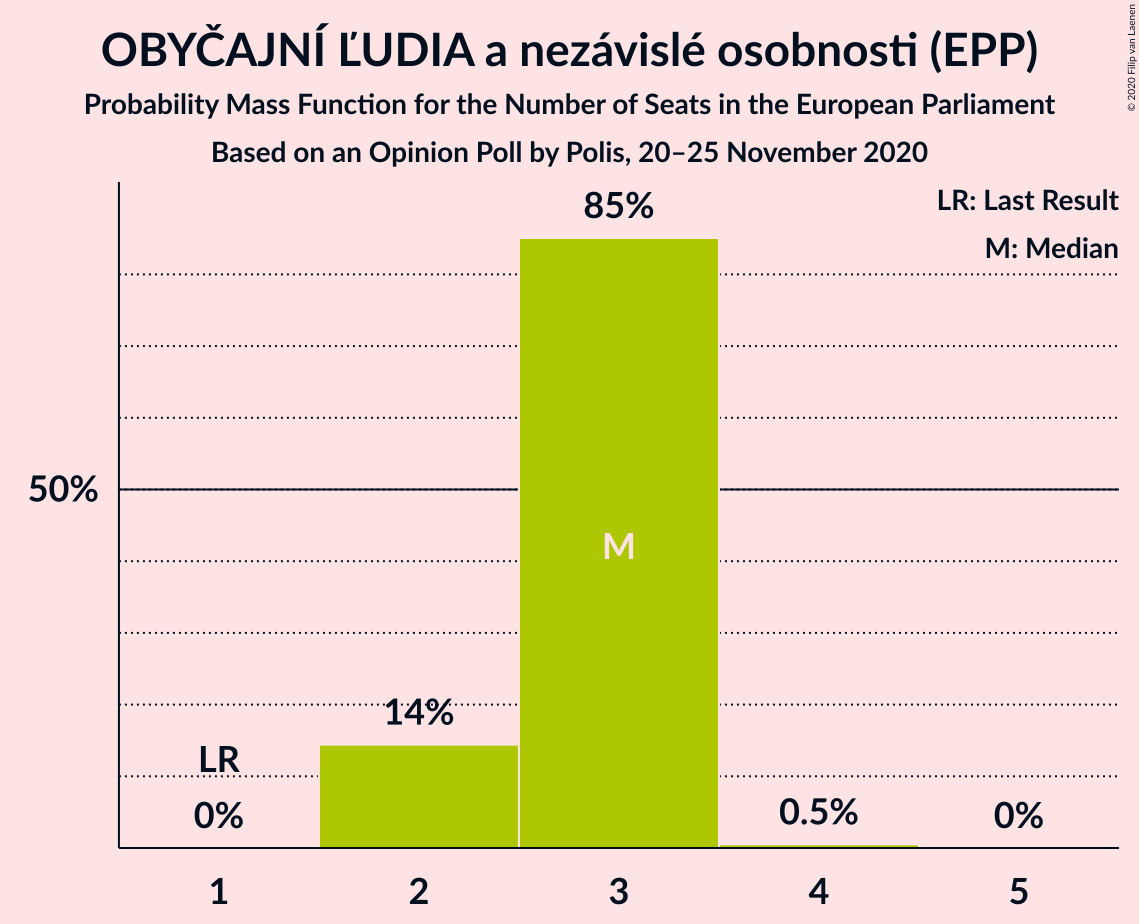 OBYČAJNÍ ĽUDIA a nezávislé osobnosti (EPP)
Probability Mass Function for the Number of Seats in the European Parliament
Based on an Opinion Poll by Polis, 20–25 November 2020
© 2020 Filip van Laenen
LR: Last Result
M: Median
85%
50%
M
14%
LR
0%
0.5%
0%
1 2 3 4 5